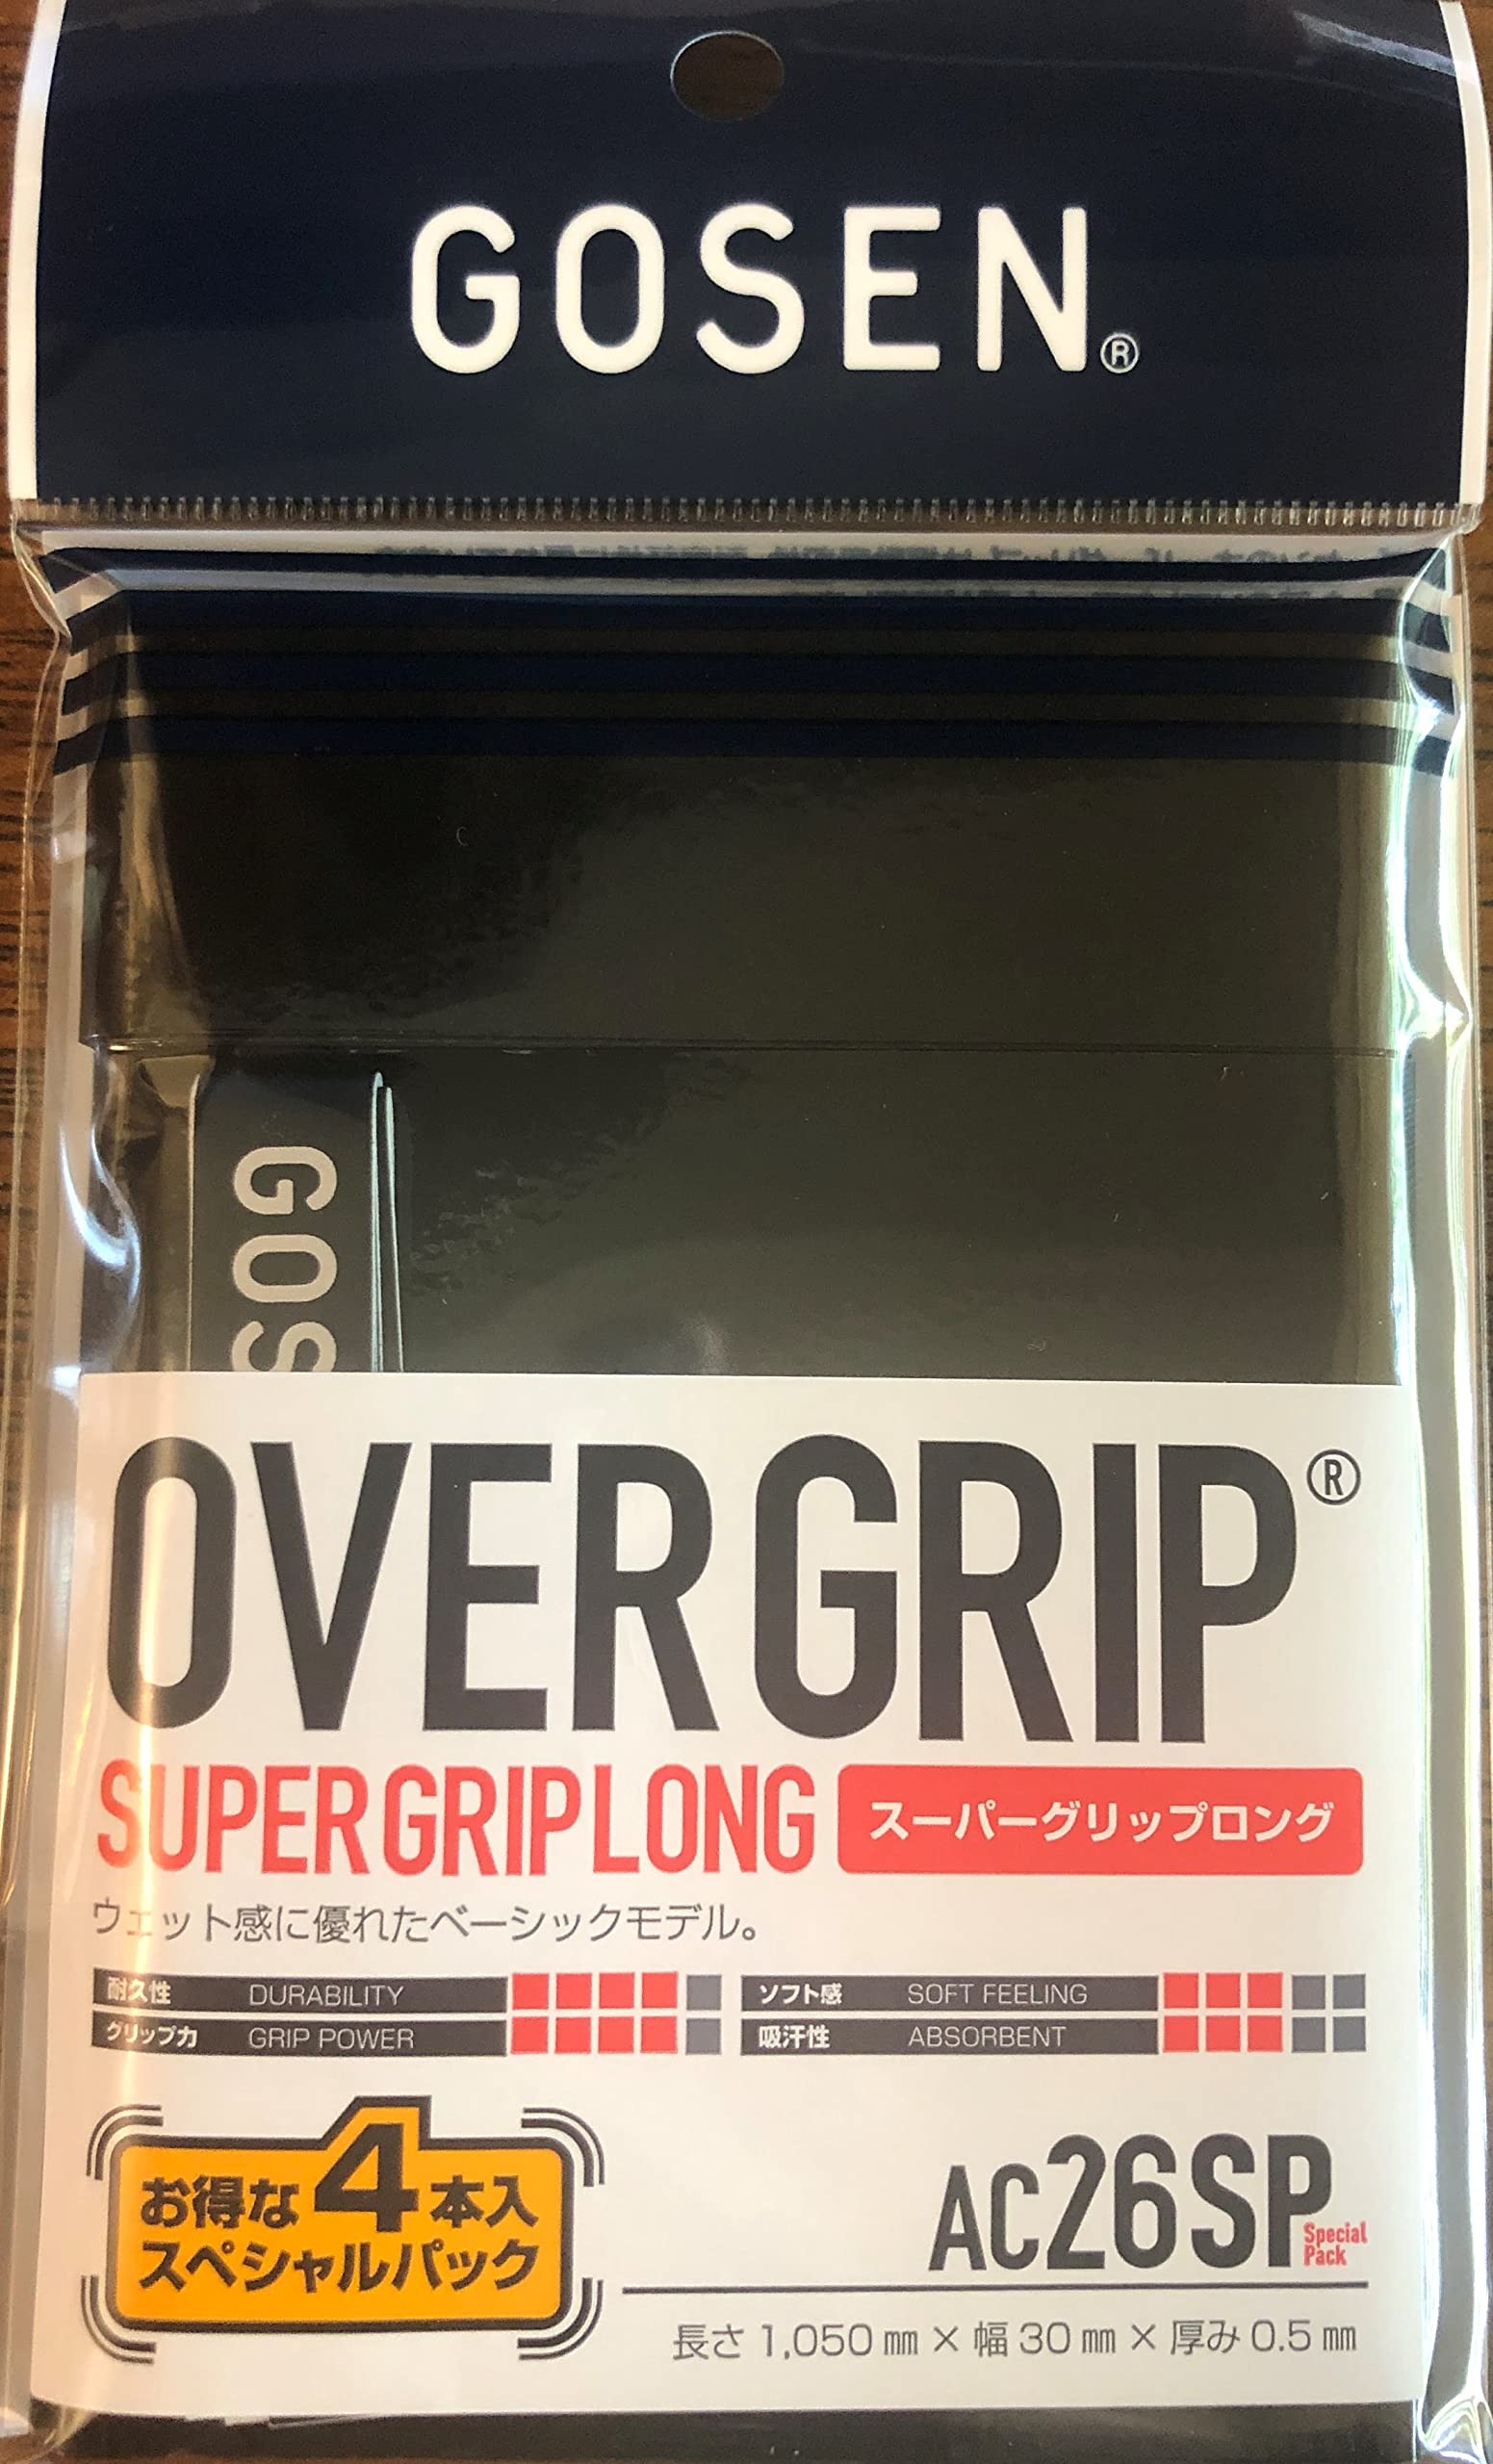 GOSEN®
GOS
OVER GRIP®
SUPER GRIP LONG スーパーグリップロング
ウェット感に優れたベーシックモデル。
耐久性 DURABILITY ソフト感 SOFT FEELING
グリップ力 GRIP POWER 吸汗性 ABSORBENT
お得な4本入
スペシャルパック
AC26SP
Special
Pack
長さ 1,050 ㎜ × 幅 30 ㎜ × 厚み 0.5 ㎜